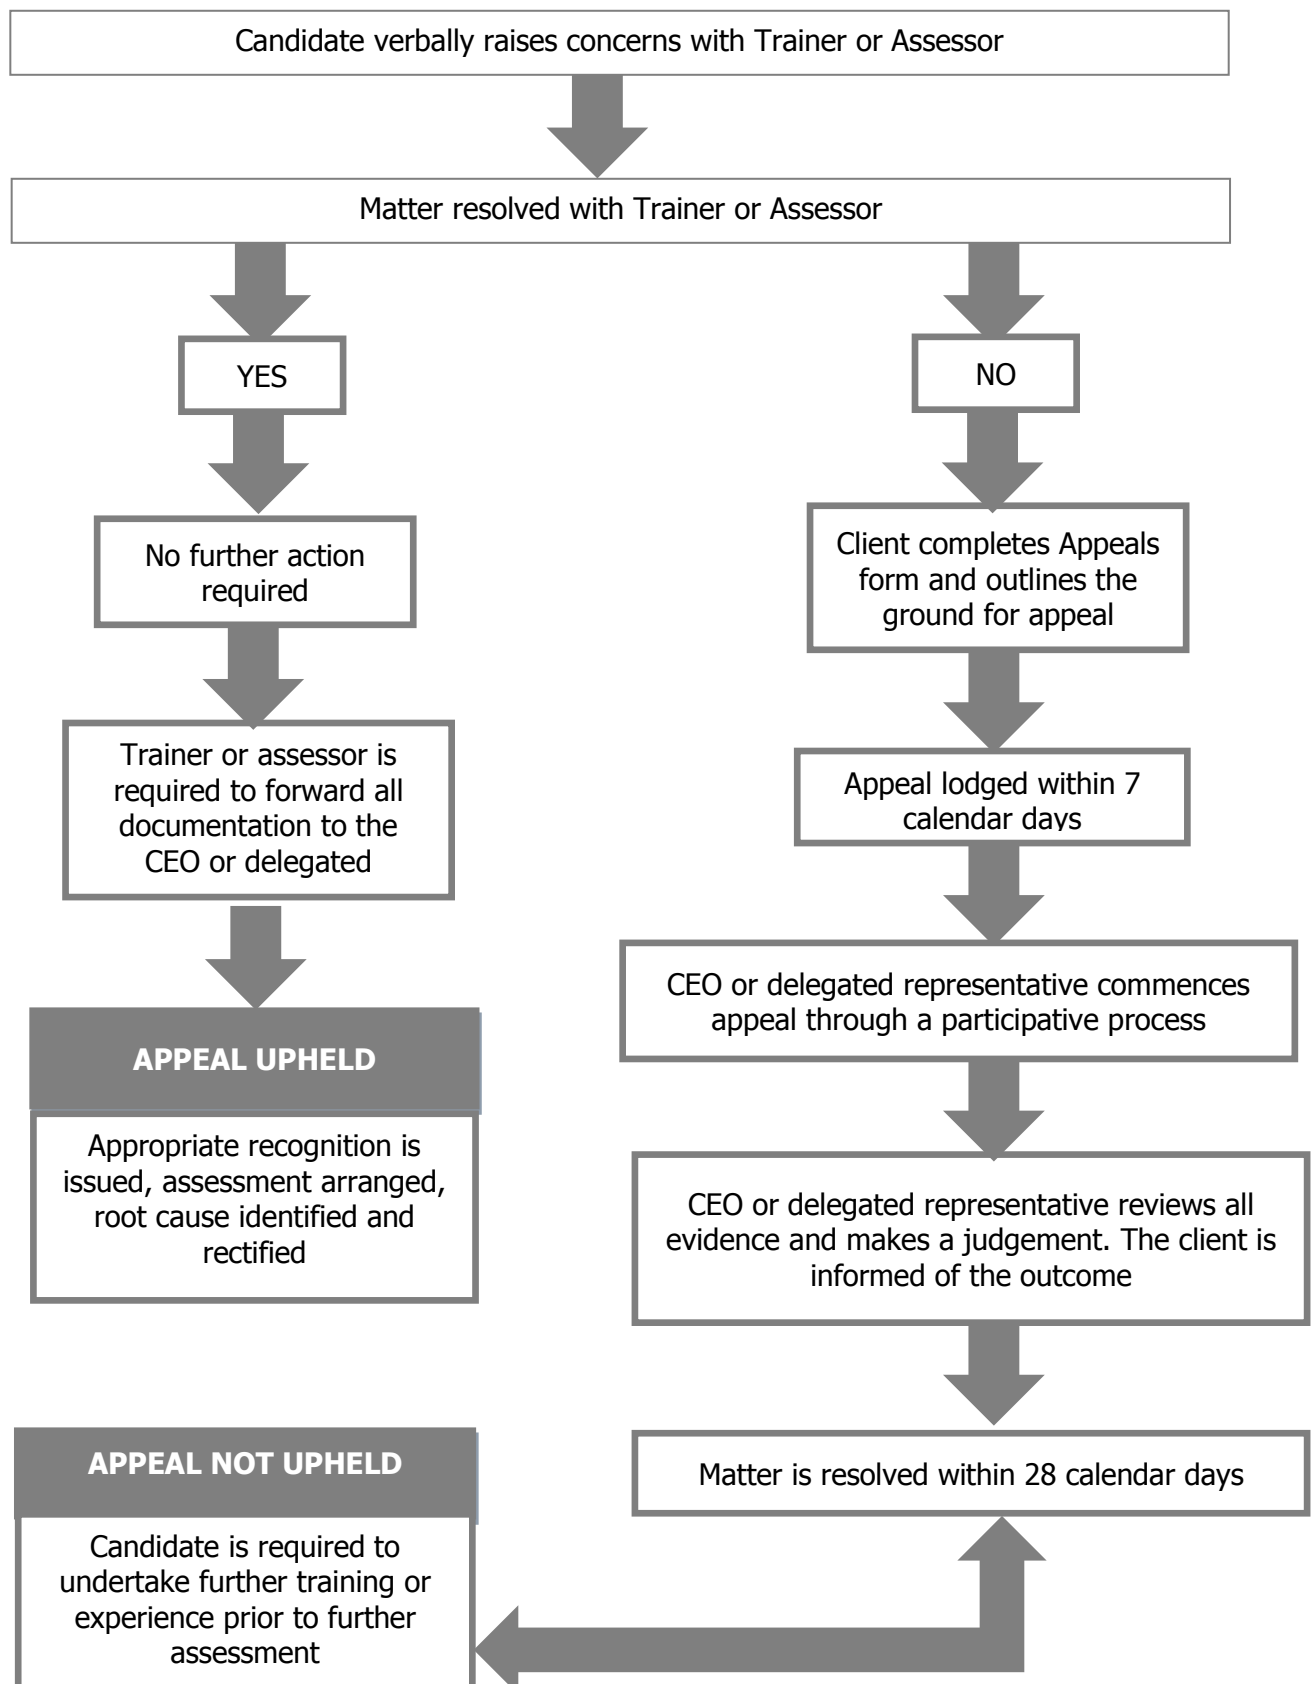 Candidate verbally raises concerns with Trainer or Assessor
Matter resolved with Trainer or Assessor
YES
No further action
required
Trainer or assessor is
required to forward all
documentation to the
CEO or delegated
APPEAL UPHELD
Appropriate recognition is
issued, assessment arranged,
root cause identified and
rectified
NO
Client completes Appeals
form and outlines the
ground for appeal
Appeal lodged within 7
calendar days
CEO or delegated representative commences
appeal through a participative process
CEO or delegated representative reviews all
evidence and makes a judgement. The client is
informed of the outcome
Matter is resolved within 28 calendar days
APPEAL NOT UPHELD
Candidate is required to
undertake further training or
experience prior to further
assessment